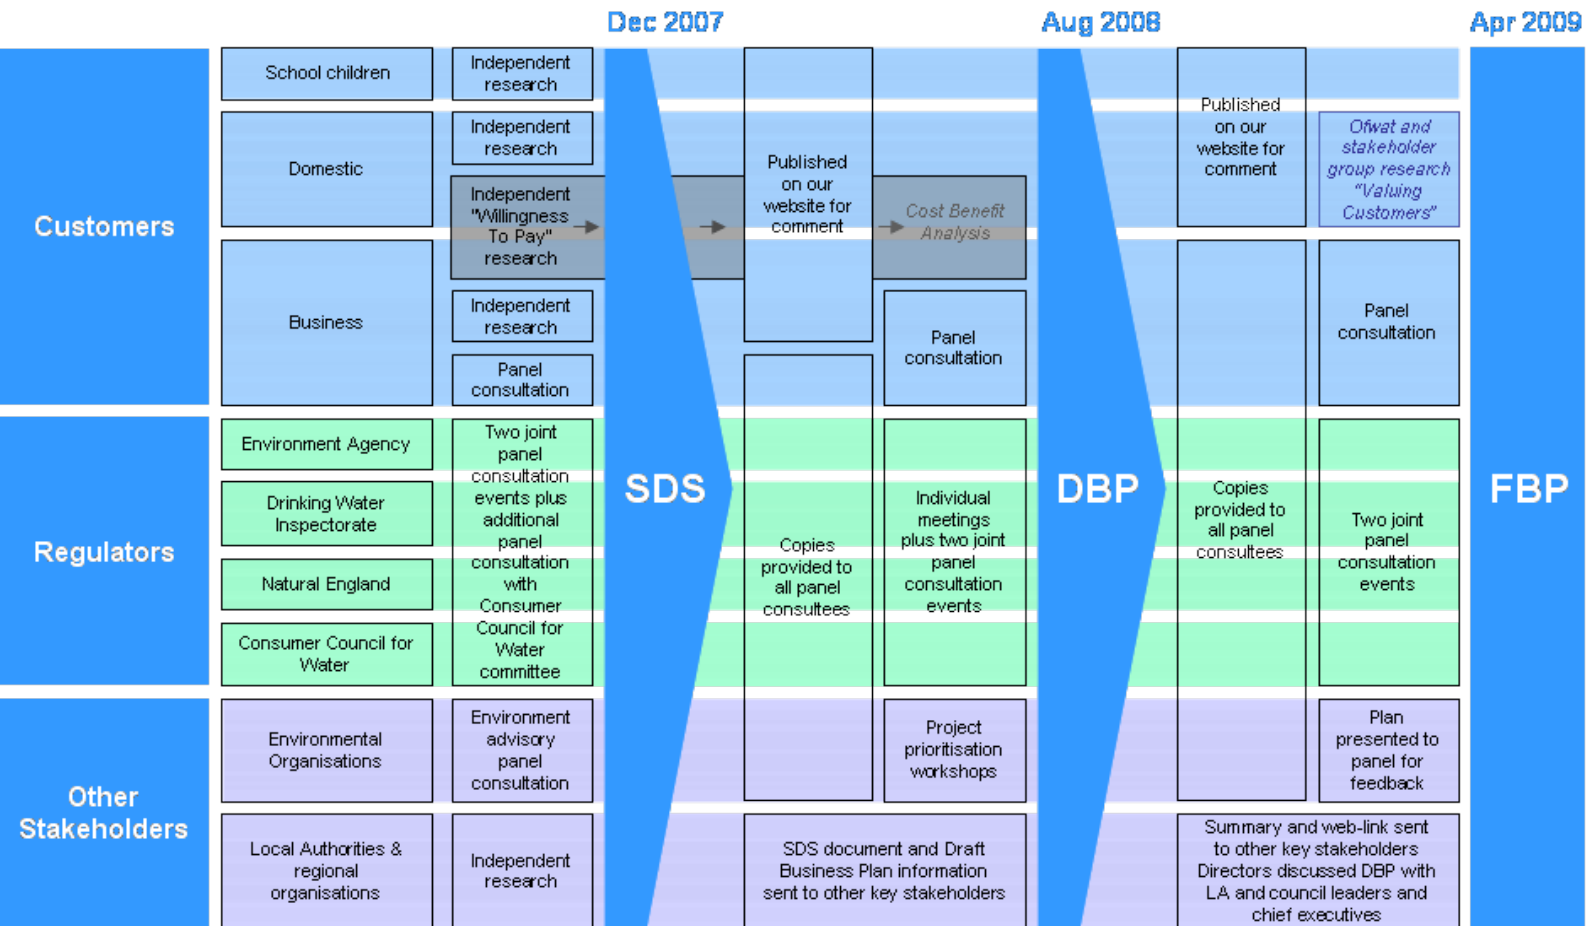 Dec 2007
Aug 2008
Apr 2009
Customers
School children
Independent
research
Domestic
Independent
research
Independent
"Willingness
To Pay"
research
Business
Independent
research
Panel
consultation
Published
on our
website for
comment
Cost Benefit
Analysis
Panel
consultation
Published
on our
website for
comment
Ofwat and
stakeholder
group research
"Valuing
Customers"
Panel
consultation
Regulators
Environment Agency
Drinking Water
Inspectorate
Natural England
Consumer Council for
Water
Two joint
panel
consultation
events plus
additional
panel
consultation
with
Consumer
Council for
Water
committee
SDS
Copies
provided to
all panel
consultees
Individual
meetings
plus two joint
panel
consultation
events
DBP
Copies
provided to
all panel
consultees
Two joint
panel
consultation
events
FBP
Other
Stakeholders
Environmental
Organisations
Environment
advisory
panel
consultation
Project
prioritisation
workshops
Plan
presented to
panel for
feedback
Local Authorities &
regional
organisations
Independent
research
SDS document and Draft
Business Plan information
sent to other key stakeholders
Summary and web-link sent
to other key stakeholders
Directors discussed DBP with
LA and council leaders and
chief executives